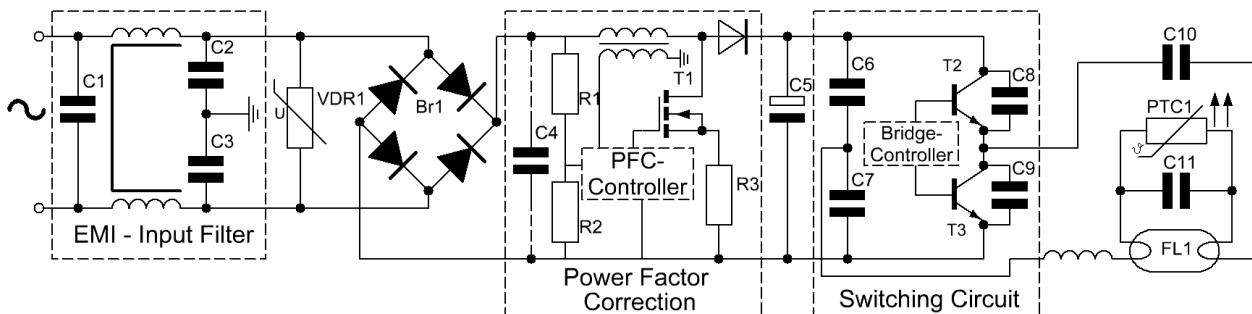 C1
C2
C3
EMI - Input Filter
U
VDR1
Br1
C4
R1
R2
T1
PFC-
Controller
R3
Power Factor
Correction
C5
C6
C7
Bridge-
Controller
T2
T3
C8
C9
Switching Circuit
C10
PTC1
ϑ
C11
FL1